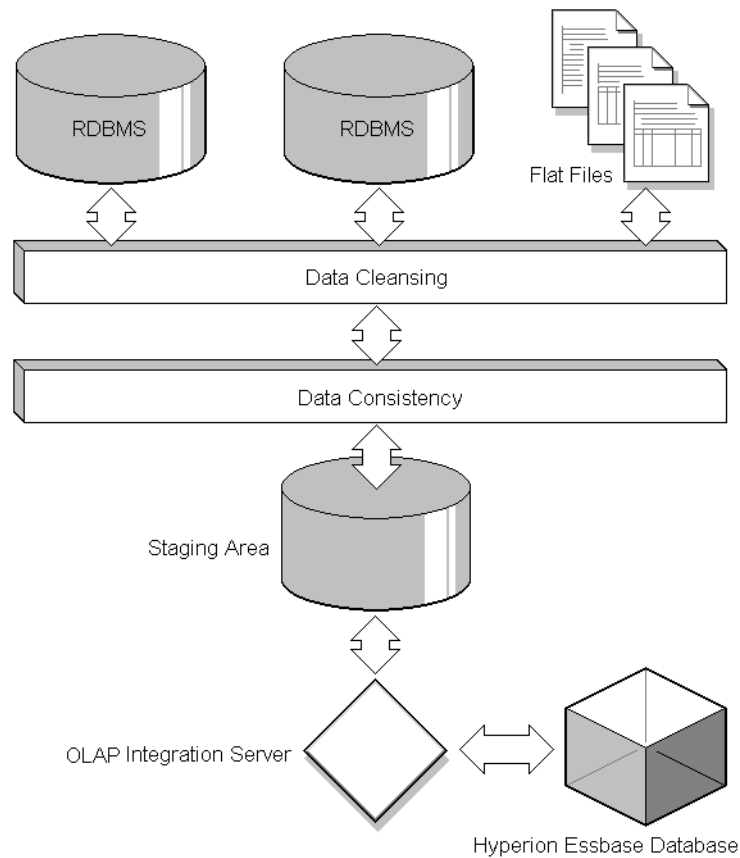 RDBMS
RDBMS
Flat Files
Data Cleansing
Data Consistency
Staging Area
OLAP Integration Server
Hyperion Essbase Database